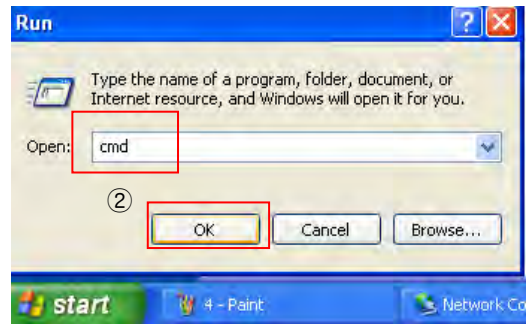 Run
Type the name of a program, folder, document, or
Internet resource, and Windows will open it for you.
Open: cmd
②
OK Cancel Browse...
start 4 - Paint Network Co